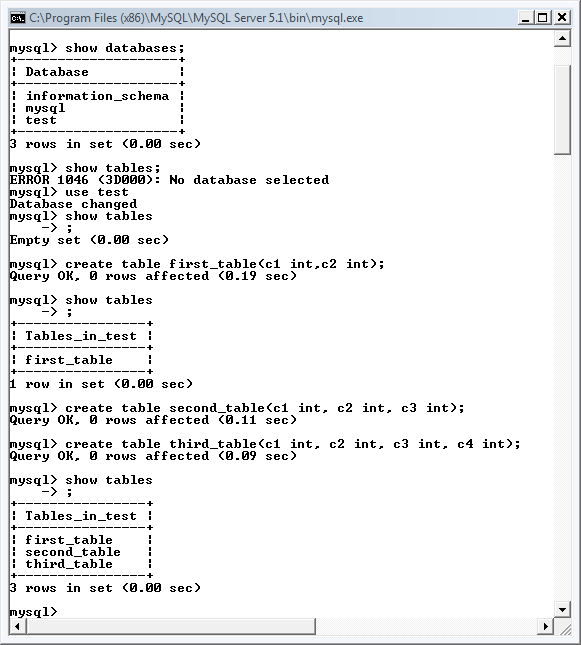 C:\Program Files (x86)\MySQL\MySQL Server 5.1\bin\mysql.exe
mysql> show databases;
+--------------------+
| Database           |
+--------------------+
| information_schema |
| mysql              |
| test               |
+--------------------+
3 rows in set (0.00 sec)
mysql> show tables;
ERROR 1046 (3D000): No database selected
mysql> use test
Database changed
mysql> show tables
    -> ;
Empty set (0.00 sec)
mysql> create table first_table(c1 int,c2 int);
Query OK, 0 rows affected (0.19 sec)
mysql> show tables
    -> ;
+----------------+
| Tables_in_test |
+----------------+
| first_table    |
+----------------+
1 row in set (0.00 sec)
mysql> create table second_table(c1 int, c2 int, c3 int);
Query OK, 0 rows affected (0.11 sec)
mysql> create table third_table(c1 int, c2 int, c3 int, c4 int);
Query OK, 0 rows affected (0.09 sec)
mysql> show tables
    -> ;
+----------------+
| Tables_in_test |
+----------------+
| first_table    |
| second_table   |
| third_table    |
+----------------+
3 rows in set (0.00 sec)
mysql>